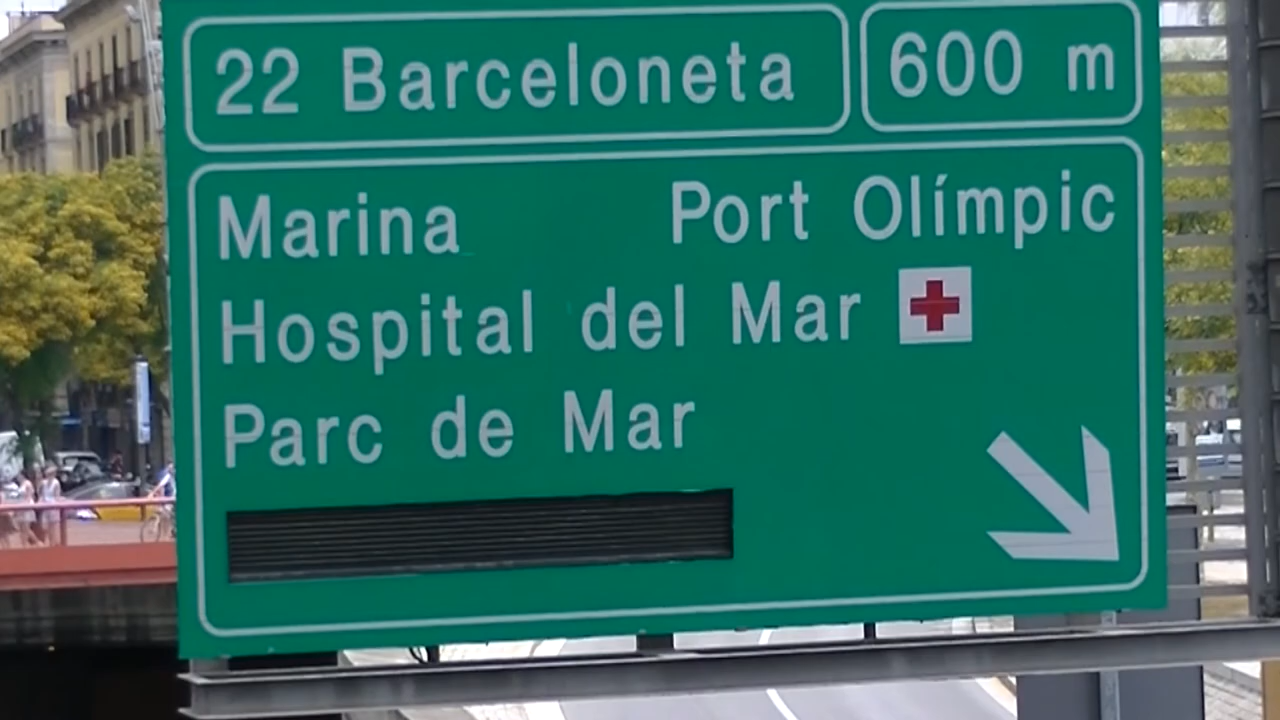 22 Barceloneta 600 m
Marina Port Olímpic
Hospital del Mar
Parc de Mar